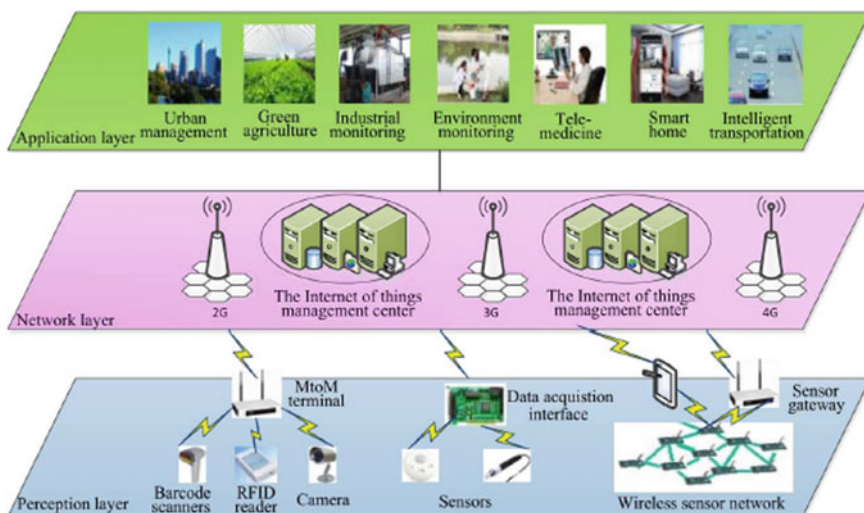 Urban
management
Green
agriculture
Industrial
monitoring
Environment
monitoring
Tele-
medicine
Smart
home
Intelligent
transportation
Application layer
2G
The Internet of things
management center
3G
The Internet of things
management center
4G
Network layer
MtoM
terminal
Data acquistion
interface
Sensor
gateway
Barcode
scanners
RFID
reader
Camera
Sensors
Wireless sensor network
Perception layer